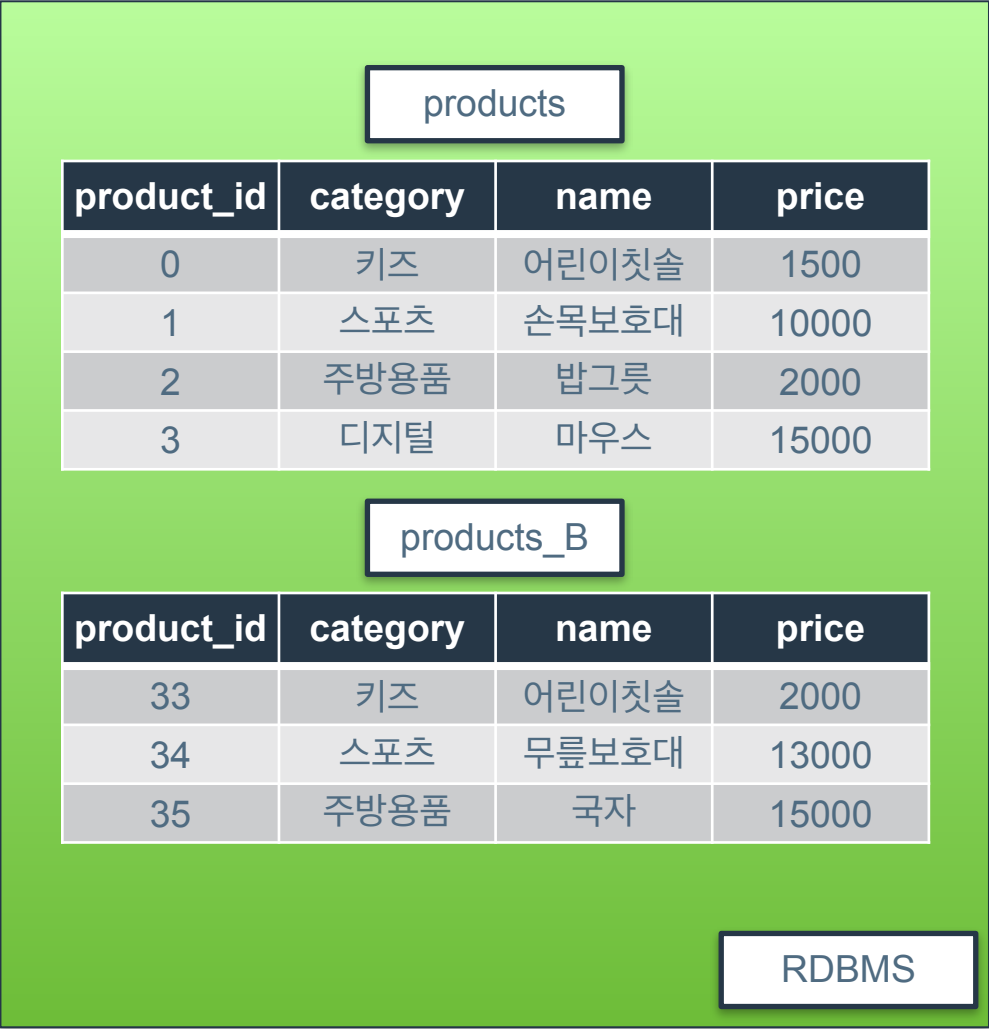 products
product_id category name price
0 키즈 어린이칫솔 1500
1 스포츠 손목보호대 10000
2 주방용품 밥그릇 2000
3 디지털 마우스 15000
products_B
product_id category name price
33 키즈 어린이칫솔 2000
34 스포츠 무릎보호대 13000
35 주방용품 국자 15000
RDBMS